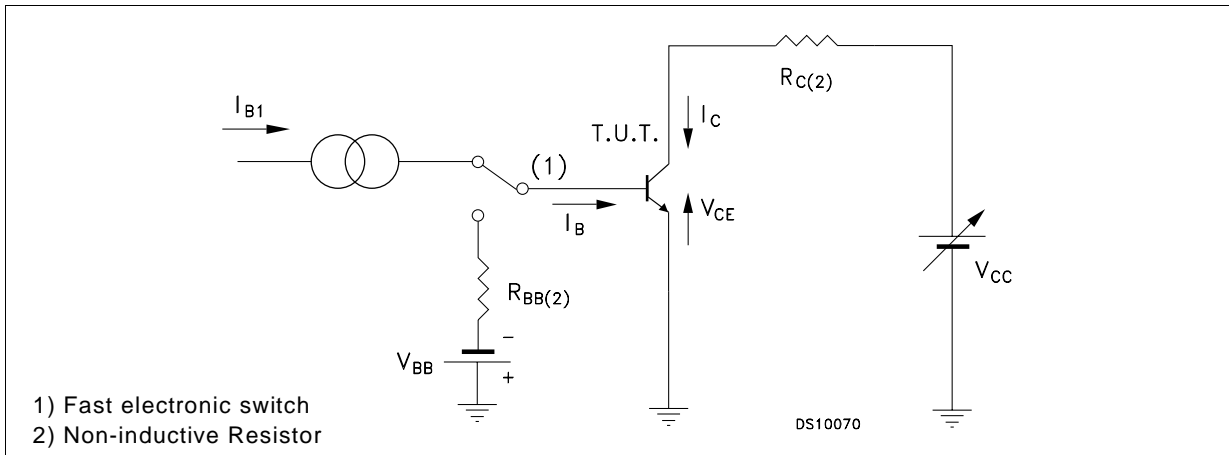 I_B1
(1)
I_B
T.U.T.
I_C
V_CE
R_C(2)
V_CC
R_BB(2)
V_BB
-
+
DS10070
1) Fast electronic switch
2) Non-inductive Resistor